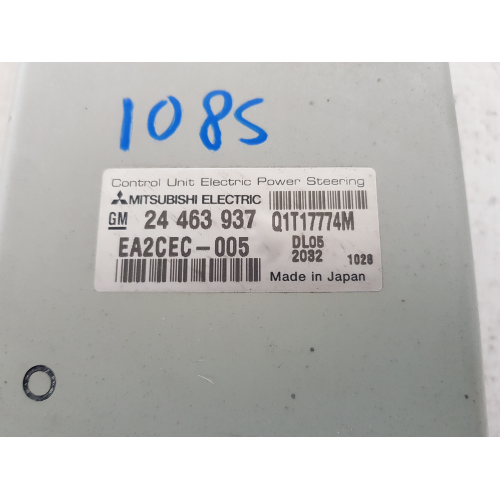 1085
Control Unit Electric Power Steering
MITSUBISHI ELECTRIC
GM 24 463 937 Q1T17774M
EA2CEC-005 DL05
2032 1028
Made in Japan